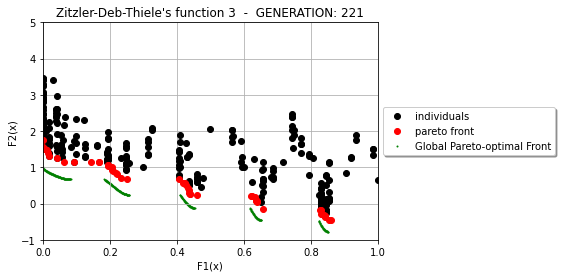 Zitzler-Deb-Thiele's function 3 - GENERATION: 221
5
4
3
2
1
0
−1
F2(x)
0.0 0.2 0.4 0.6 0.8 1.0
F1(x)
individuals
pareto front
Global Pareto-optimal Front